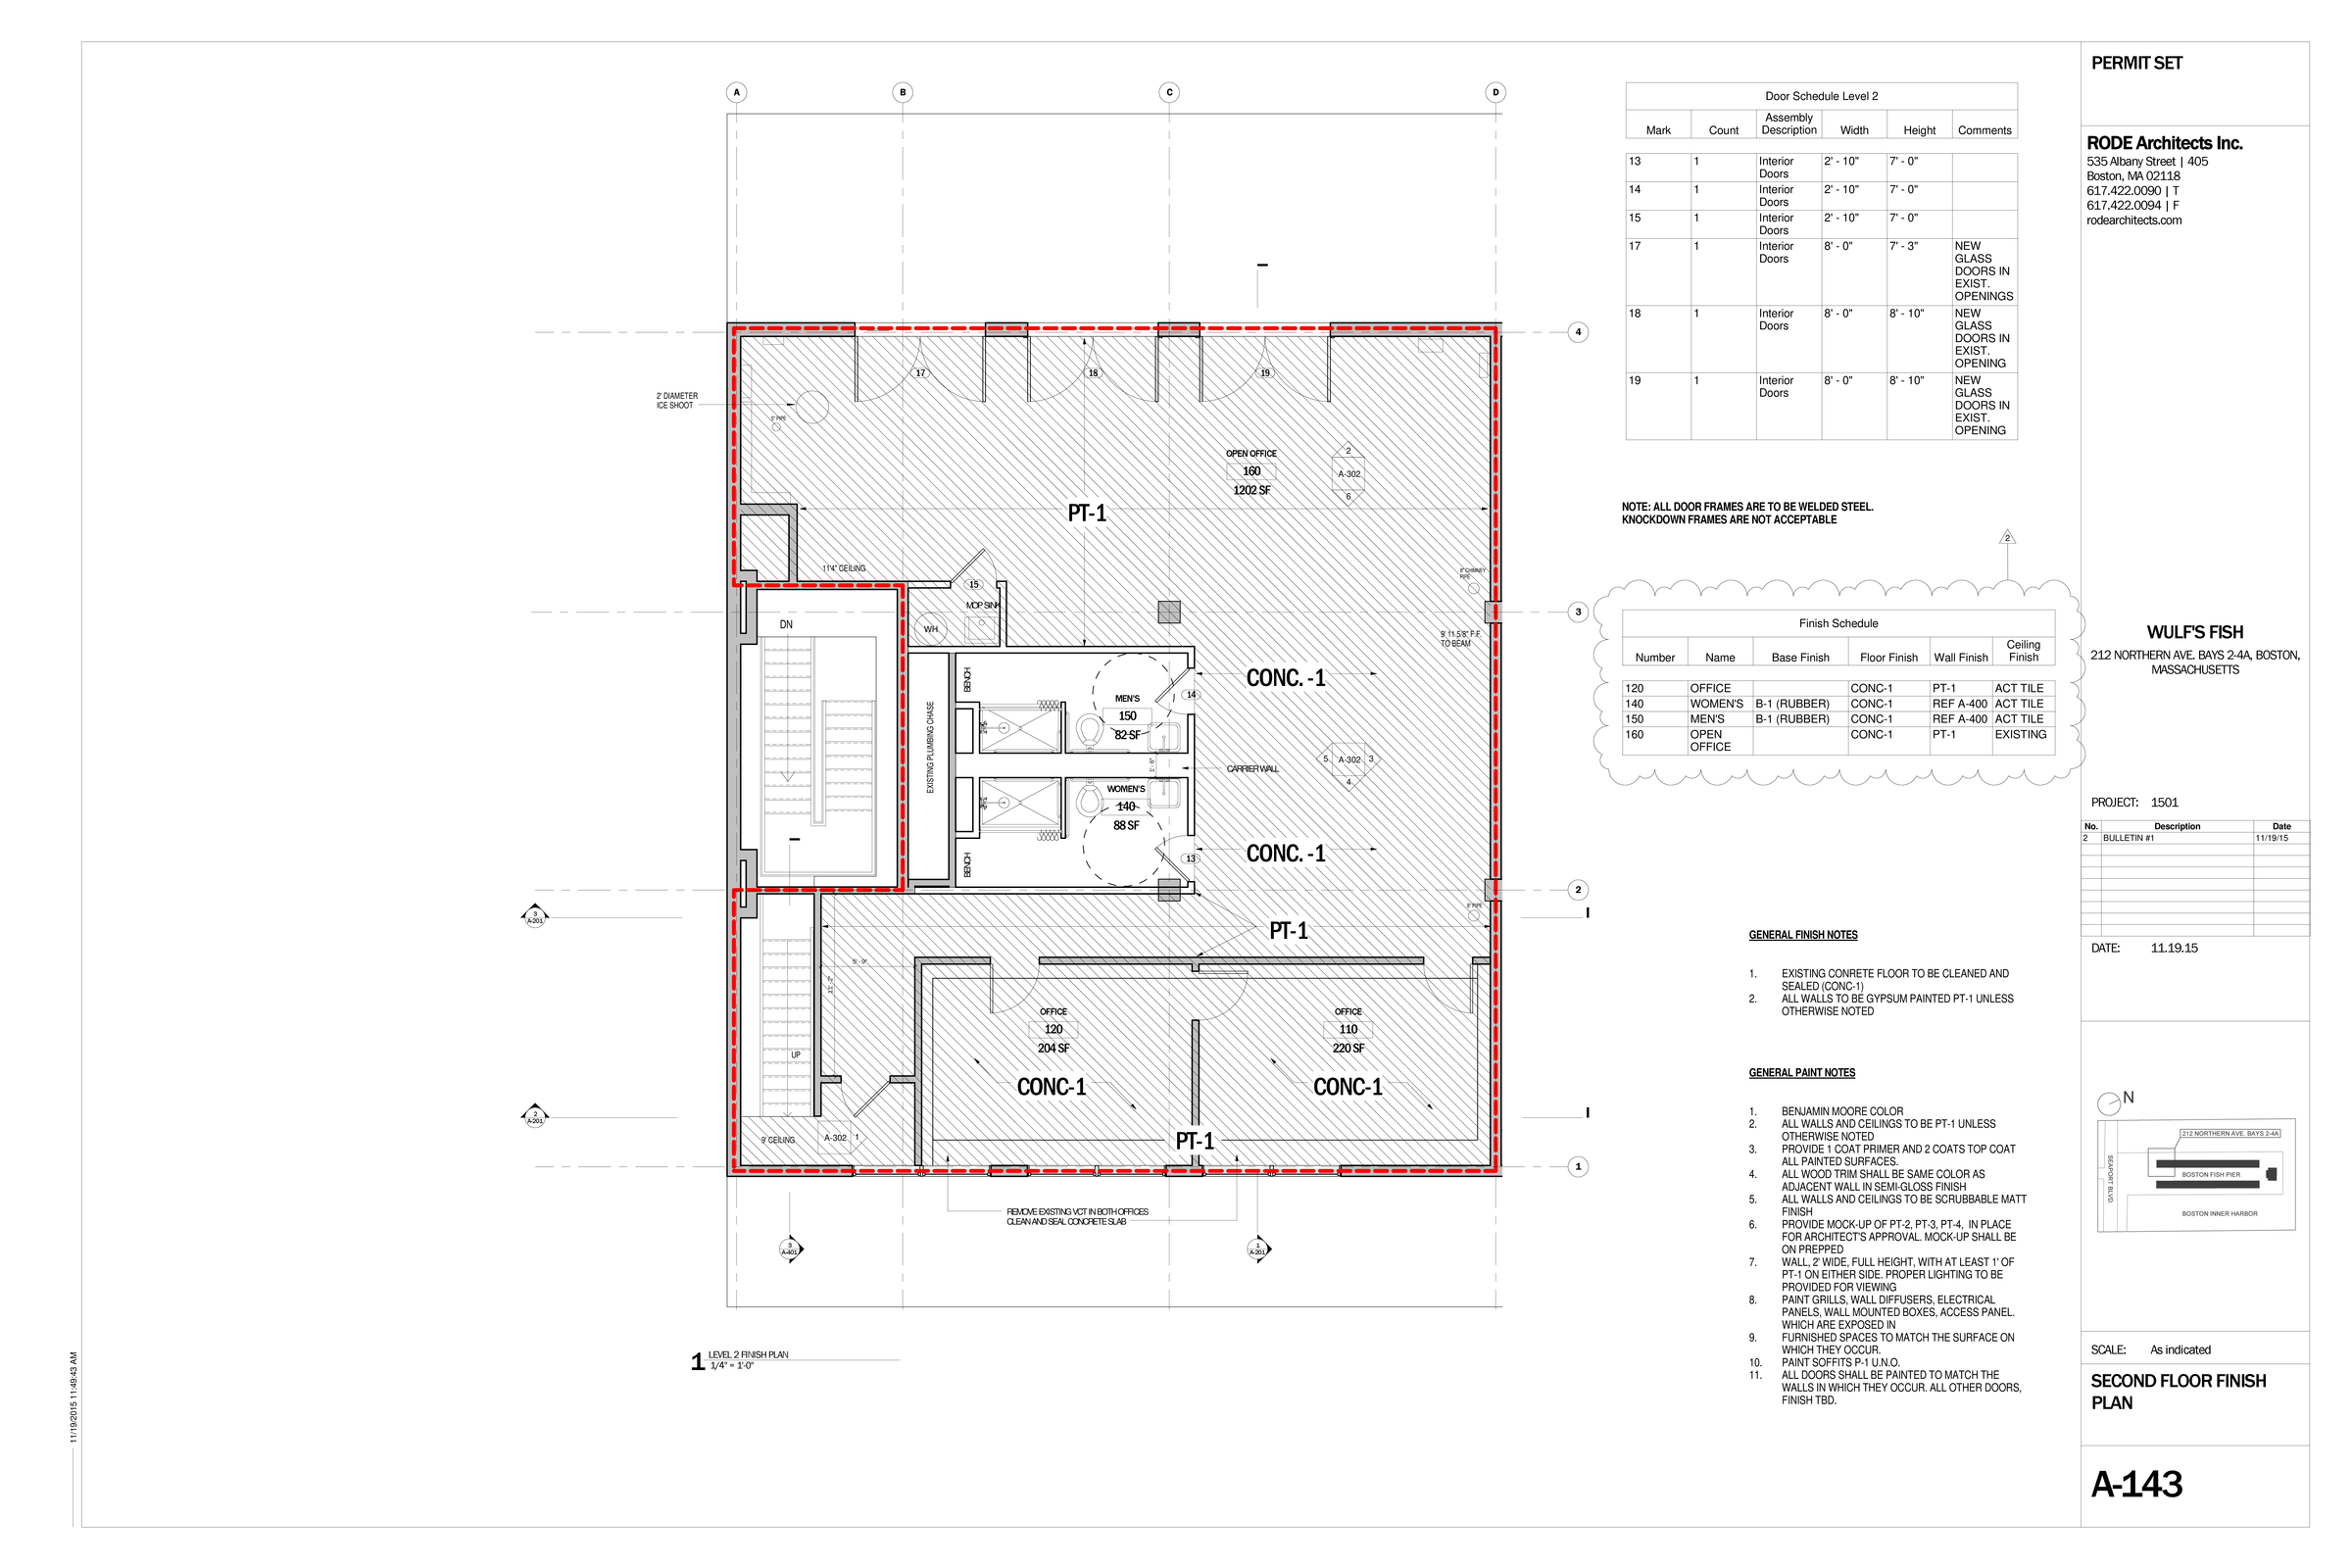 PERMIT SET
RODE Architects Inc.
535 Albany Street | 405
Boston, MA 02118
617.422.0090 | T
617.422.0094 | F
rodearchitects.com
WULF'S FISH
212 NORTHERN AVE. BAYS 2-4A, BOSTON,
MASSACHUSETTS
PROJECT: 1501
No. Description Date
2 BULLETIN #1 11/19/15
DATE: 11.19.15
N
212 NORTHERN AVE. BAYS 2-4A
SEAPORT BLVD.
BOSTON FISH PIER
BOSTON INNER HARBOR
SCALE: As indicated
SECOND FLOOR FINISH
PLAN
A-143
A B C D
4
3
2
1
Door Schedule Level 2
Mark Count Assembly Description Width Height Comments
13 1 Interior Doors 2' - 10" 7' - 0"
14 1 Interior Doors 2' - 10" 7' - 0"
15 1 Interior Doors 2' - 10" 7' - 0"
17 1 Interior Doors 8' - 0" 7' - 3" NEW GLASS DOORS IN EXIST. OPENINGS
18 1 Interior Doors 8' - 0" 8' - 10" NEW GLASS DOORS IN EXIST. OPENING
19 1 Interior Doors 8' - 0" 8' - 10" NEW GLASS DOORS IN EXIST. OPENING
NOTE: ALL DOOR FRAMES ARE TO BE WELDED STEEL.
KNOCKDOWN FRAMES ARE NOT ACCEPTABLE
2
Finish Schedule
Number Name Base Finish Floor Finish Wall Finish Ceiling Finish
120 OFFICE CONC-1 PT-1 ACT TILE
140 WOMEN'S B-1 (RUBBER) CONC-1 REF A-400 ACT TILE
150 MEN'S B-1 (RUBBER) CONC-1 REF A-400 ACT TILE
160 OPEN OFFICE CONC-1 PT-1 EXISTING
GENERAL FINISH NOTES
1. EXISTING CONRETE FLOOR TO BE CLEANED AND
SEALED (CONC-1)
2. ALL WALLS TO BE GYPSUM PAINTED PT-1 UNLESS
OTHERWISE NOTED
GENERAL PAINT NOTES
1. BENJAMIN MOORE COLOR
2. ALL WALLS AND CEILINGS TO BE PT-1 UNLESS
OTHERWISE NOTED
3. PROVIDE 1 COAT PRIMER AND 2 COATS TOP COAT
ALL PAINTED SURFACES.
4. ALL WOOD TRIM SHALL BE SAME COLOR AS
ADJACENT WALL IN SEMI-GLOSS FINISH
5. ALL WALLS AND CEILINGS TO BE SCRUBBABLE MATT
FINISH
6. PROVIDE MOCK-UP OF PT-2, PT-3, PT-4, IN PLACE
FOR ARCHITECT'S APPROVAL. MOCK-UP SHALL BE
ON PREPPED
7. WALL, 2' WIDE, FULL HEIGHT, WITH AT LEAST 1' OF
PT-1 ON EITHER SIDE. PROPER LIGHTING TO BE
PROVIDED FOR VIEWING
8. PAINT GRILLS, WALL DIFFUSERS, ELECTRICAL
PANELS, WALL MOUNTED BOXES, ACCESS PANEL.
WHICH ARE EXPOSED IN
9. FURNISHED SPACES TO MATCH THE SURFACE ON
WHICH THEY OCCUR.
10. PAINT SOFFITS P-1 U.N.O.
11. ALL DOORS SHALL BE PAINTED TO MATCH THE
WALLS IN WHICH THEY OCCUR. ALL OTHER DOORS,
FINISH TBD.
17 18 19
2' DIAMETER
ICE SHOOT
5" PIPE
OPEN OFFICE
160
1202 SF
2
A-302
6
PT-1
11'4" CEILING
15
MOP SINK
WH
8" CHIMNEY
PIPE
9' 11.5/8" F.F.
TO BEAM
DN
EXISTING PLUMBING CHASE
BENCH
MEN'S
150
82 SF
14
CONC. -1
5 A-302 3
4
CARRIER WALL
1' - 6"
WOMEN'S
140
88 SF
13
BENCH
CONC. -1
8" PIPE
PT-1
5' - 9"
11' - 2"
OFFICE
120
204 SF
CONC-1
OFFICE
110
220 SF
CONC-1
UP
9' CEILING
A-302 1
PT-1
REMOVE EXISTING VCT IN BOTH OFFICES
CLEAN AND SEAL CONCRETE SLAB
3
A-201
2
A-201
3
A-401
1
A-201
1 LEVEL 2 FINISH PLAN
1/4" = 1'-0"
11/19/2015 11:49:43 AM